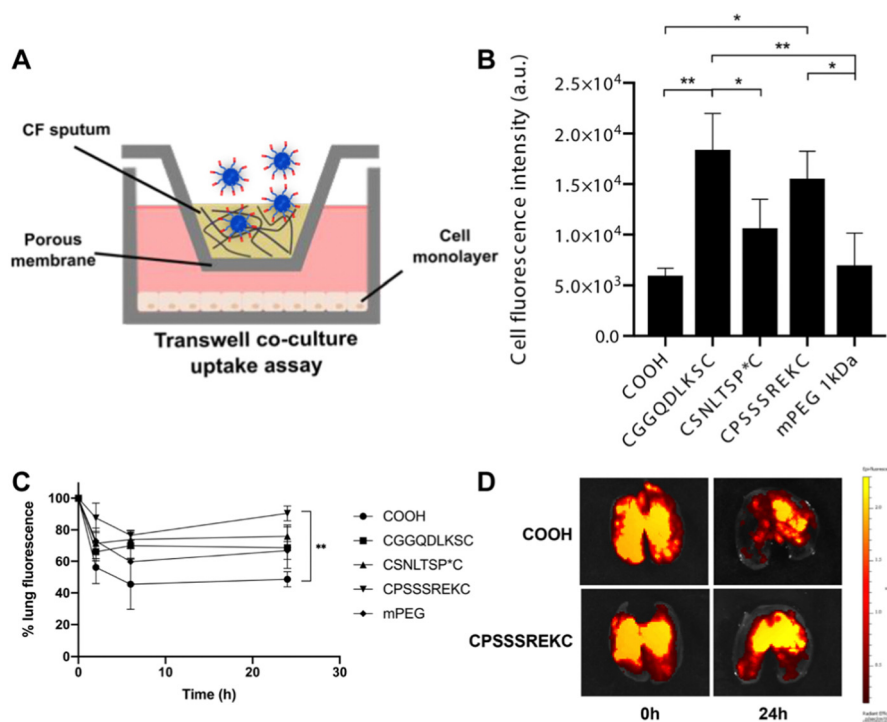 A
CF sputum
Porous
membrane
Cell
monolayer
Transwell co-culture
uptake assay
B
Cell fluorescence intensity (a.u.)
2.5×10⁴
2.0×10⁴
1.5×10⁴
1.0×10⁴
5.0×10³
0.0
*
**
**
*
*
COOH
CGGQDLKSC
CSNLTSP*C
CPSSSREKC
mPEG 1kDa
C
% lung fluorescence
100
80
60
40
20
0
0
10
20
30
Time (h)
**
COOH
CGGQDLKSC
CSNLTSP*C
CPSSSREKC
mPEG
D
COOH
CPSSSREKC
0h
24h